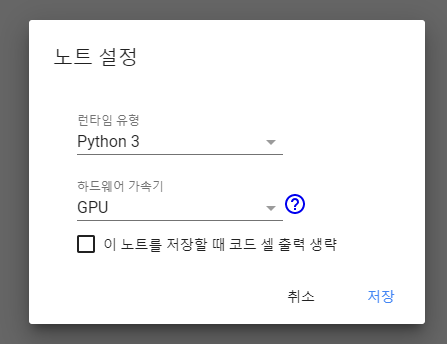 노트 설정
런타임 유형
Python 3
하드웨어 가속기
GPU
?
이 노트를 저장할 때 코드 셀 출력 생략
취소 저장